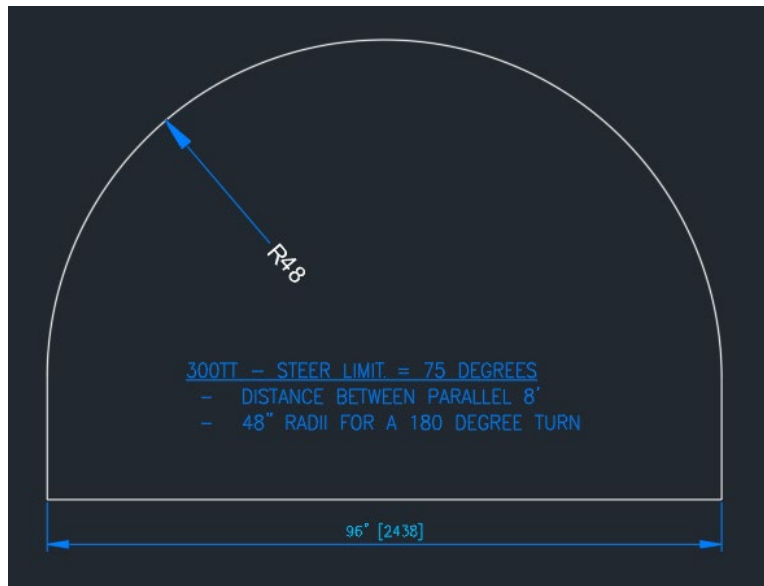 R48
300TT – STEER LIMIT. = 75 DEGREES
– DISTANCE BETWEEN PARALLEL 8'
– 48" RADII FOR A 180 DEGREE TURN
96" [2438]